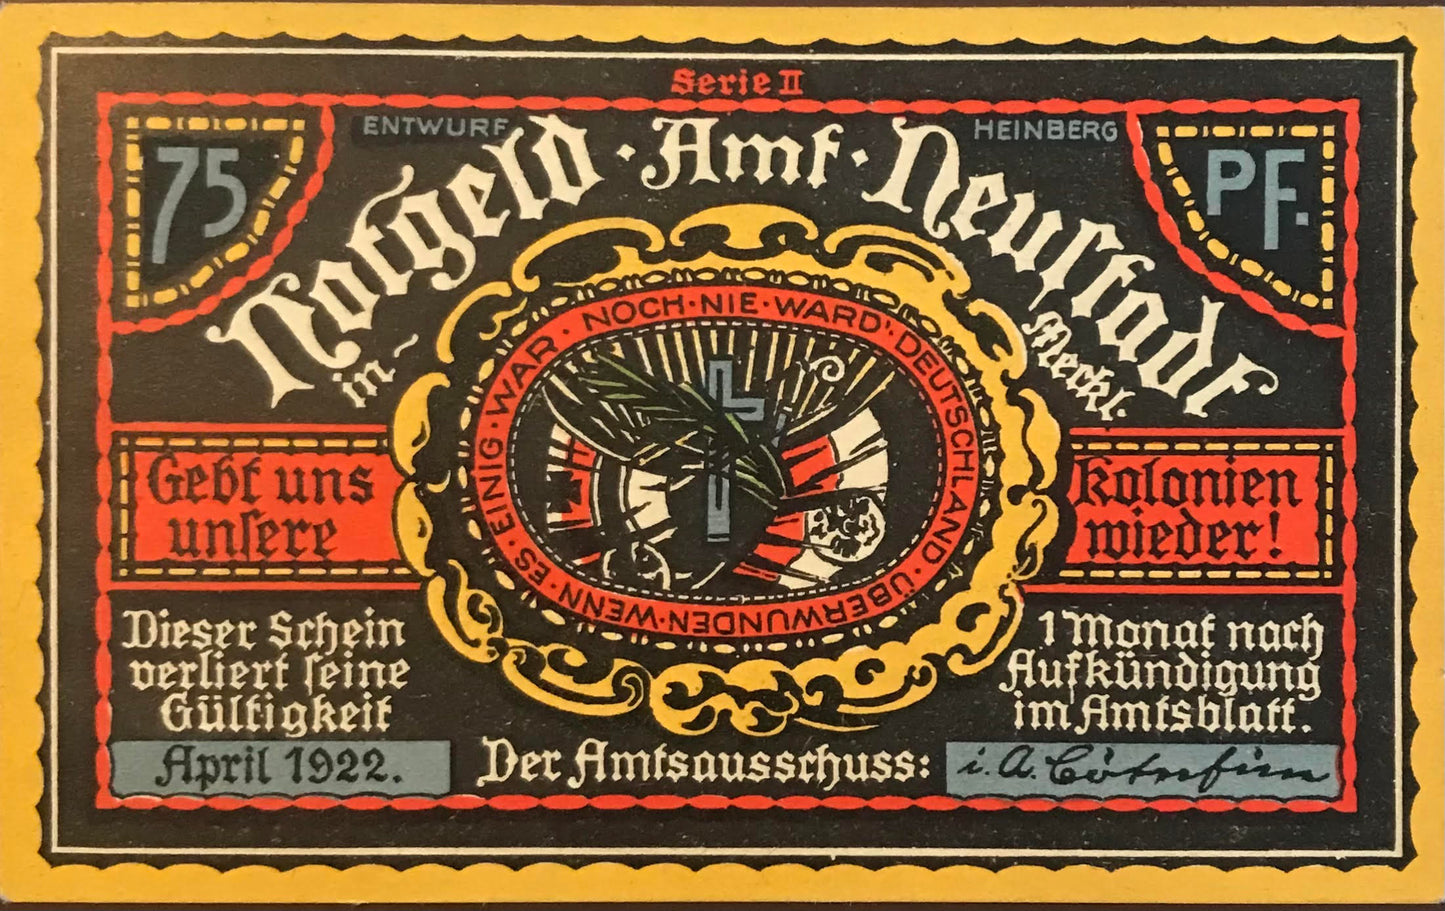 Serie II
75
ENTWURF
HEINBERG
PF.
Notgeld · Amt · Neustadt
in
Meckl.
NOCH·NIE·WARD'·DEUTSCHLAND·ÜBERWUNDEN·WENN·ES·EINIG·WAR·
Gebt uns
unsere
Kolonien
wieder!
Dieser Schein
verliert seine
Gültigkeit
1 Monat nach
Aufkündigung
im Amtsblatt.
April 1922.
Der Amtsausschuss:
i. A.